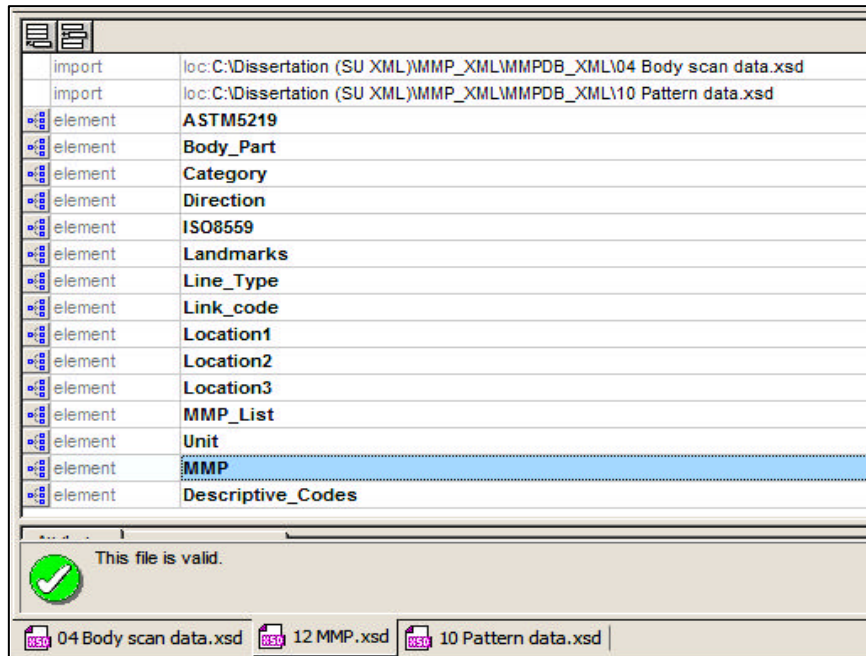 import loc:C:\Dissertation (SU XML)\MMP_XML\MMPDB_XML\04 Body scan data.xsd
import loc:C:\Dissertation (SU XML)\MMP_XML\MMPDB_XML\10 Pattern data.xsd
element ASTM5219
element Body_Part
element Category
element Direction
element ISO8559
element Landmarks
element Line_Type
element Link_code
element Location1
element Location2
element Location3
element MMP_List
element Unit
element MMP
element Descriptive_Codes
This file is valid.
XSD 04 Body scan data.xsd XSD 12 MMP.xsd XSD 10 Pattern data.xsd